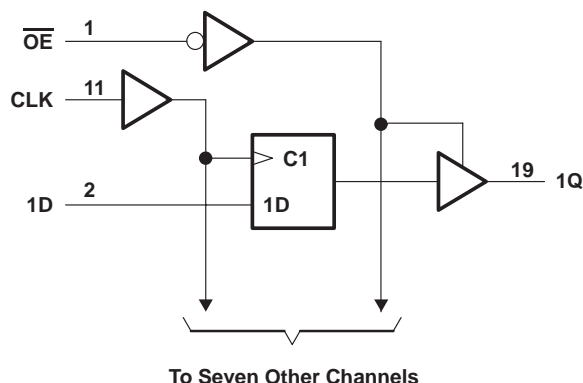 OE 1
CLK 11
C1
1D 2 1D
19 1Q
To Seven Other Channels